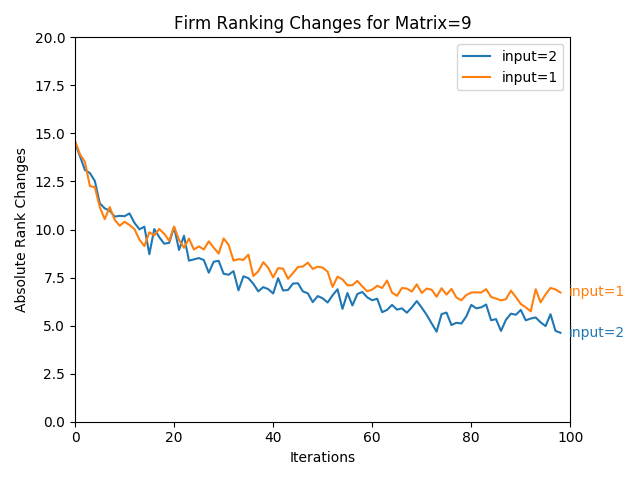 Firm Ranking Changes for Matrix=9
20.0
17.5
15.0
12.5
10.0
7.5
5.0
2.5
0.0
Absolute Rank Changes
input=2
input=1
input=1
input=2
0 20 40 60 80 100
Iterations